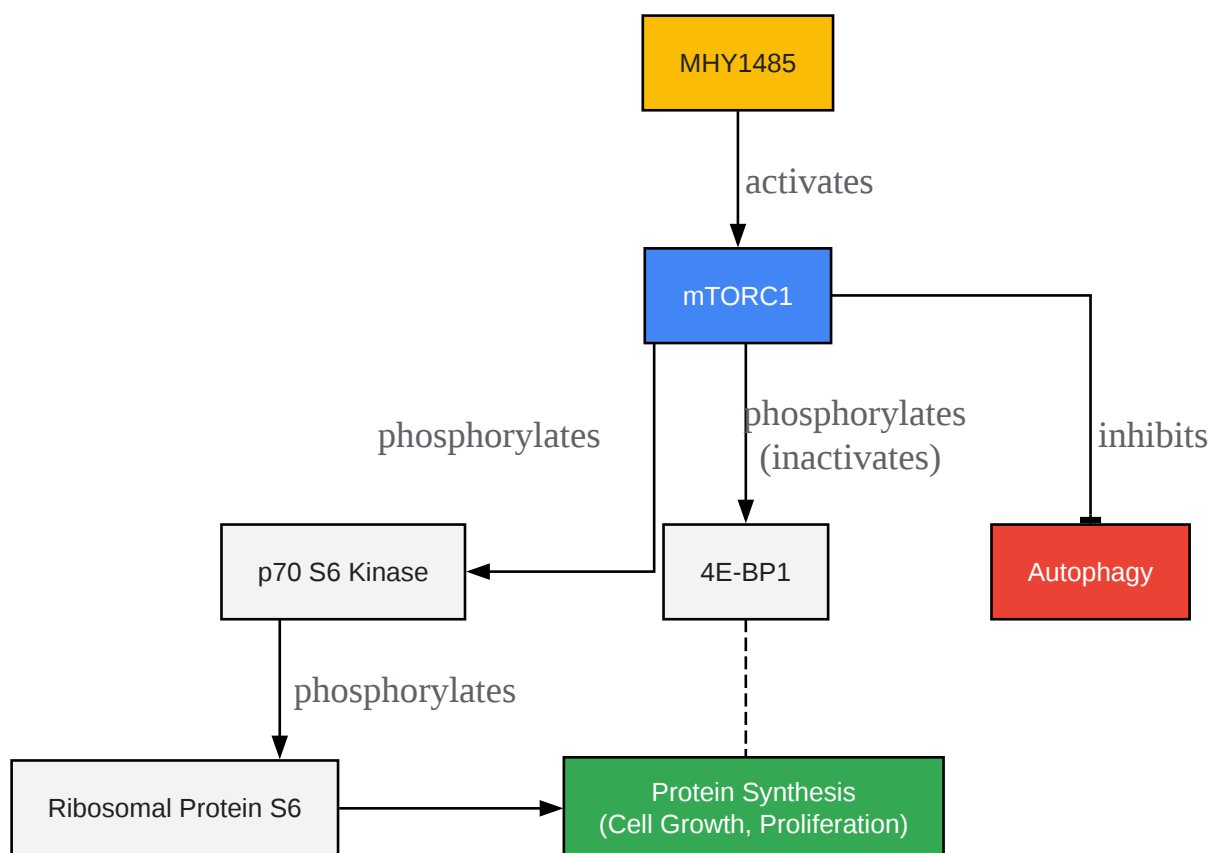 MHY1485
activates
mTORC1
phosphorylates
phosphorylates
(inactivates)
inhibits
p70 S6 Kinase
4E-BP1
Autophagy
phosphorylates
Ribosomal Protein S6
Protein Synthesis
(Cell Growth, Proliferation)